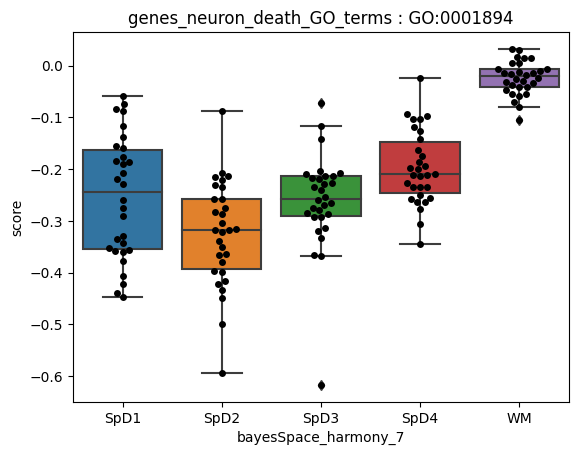 genes_neuron_death_GO_terms : GO:0001894
0.0
−0.1
−0.2
−0.3
−0.4
−0.5
−0.6
score
SpD1 SpD2 SpD3 SpD4 WM
bayesSpace_harmony_7